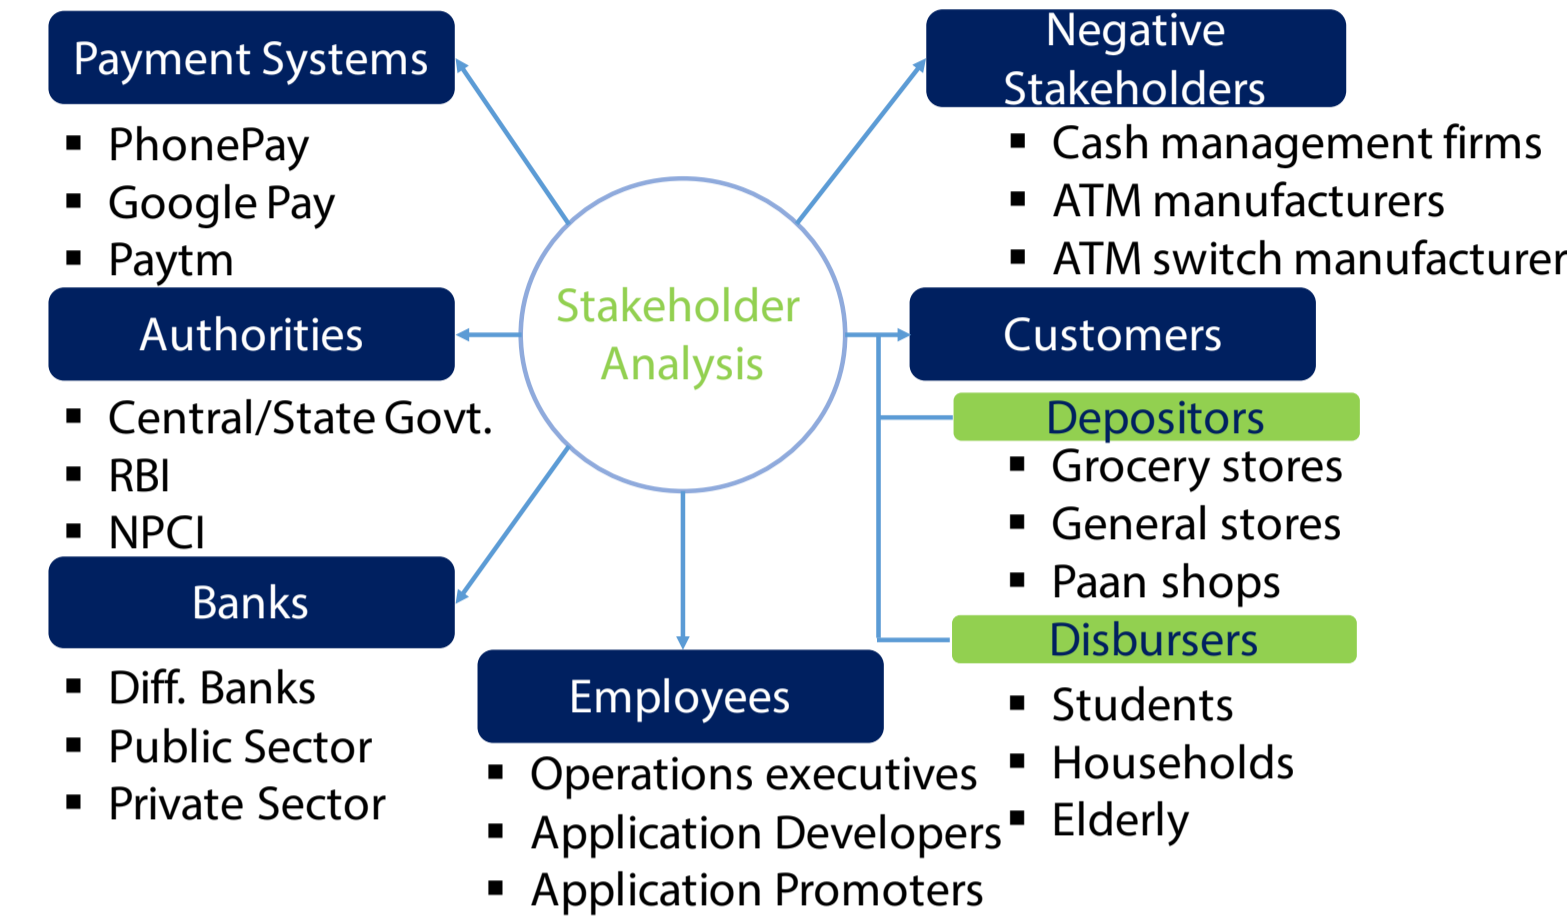 Payment Systems
PhonePay
Google Pay
Paytm
Authorities
Central/State Govt.
RBI
NPCI
Banks
Diff. Banks
Public Sector
Private Sector
Stakeholder
Analysis
Employees
Operations executives
Application Developers
Application Promoters
Negative
Stakeholders
Cash management firms
ATM manufacturers
ATM switch manufacturer
Customers
Depositors
Grocery stores
General stores
Paan shops
Disbursers
Students
Households
Elderly